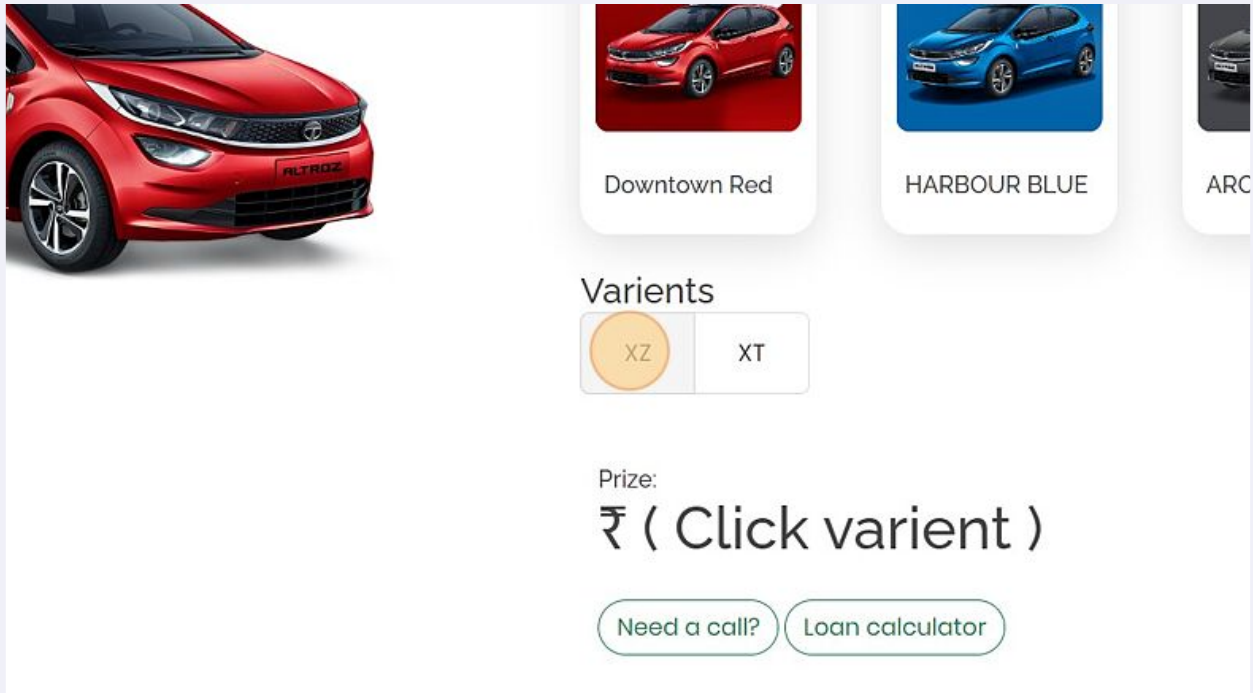 ALTROZ
Downtown Red
HARBOUR BLUE
ARC
Varients
XZ
XT
Prize:
₹ ( Click varient )
Need a call?
Loan calculator